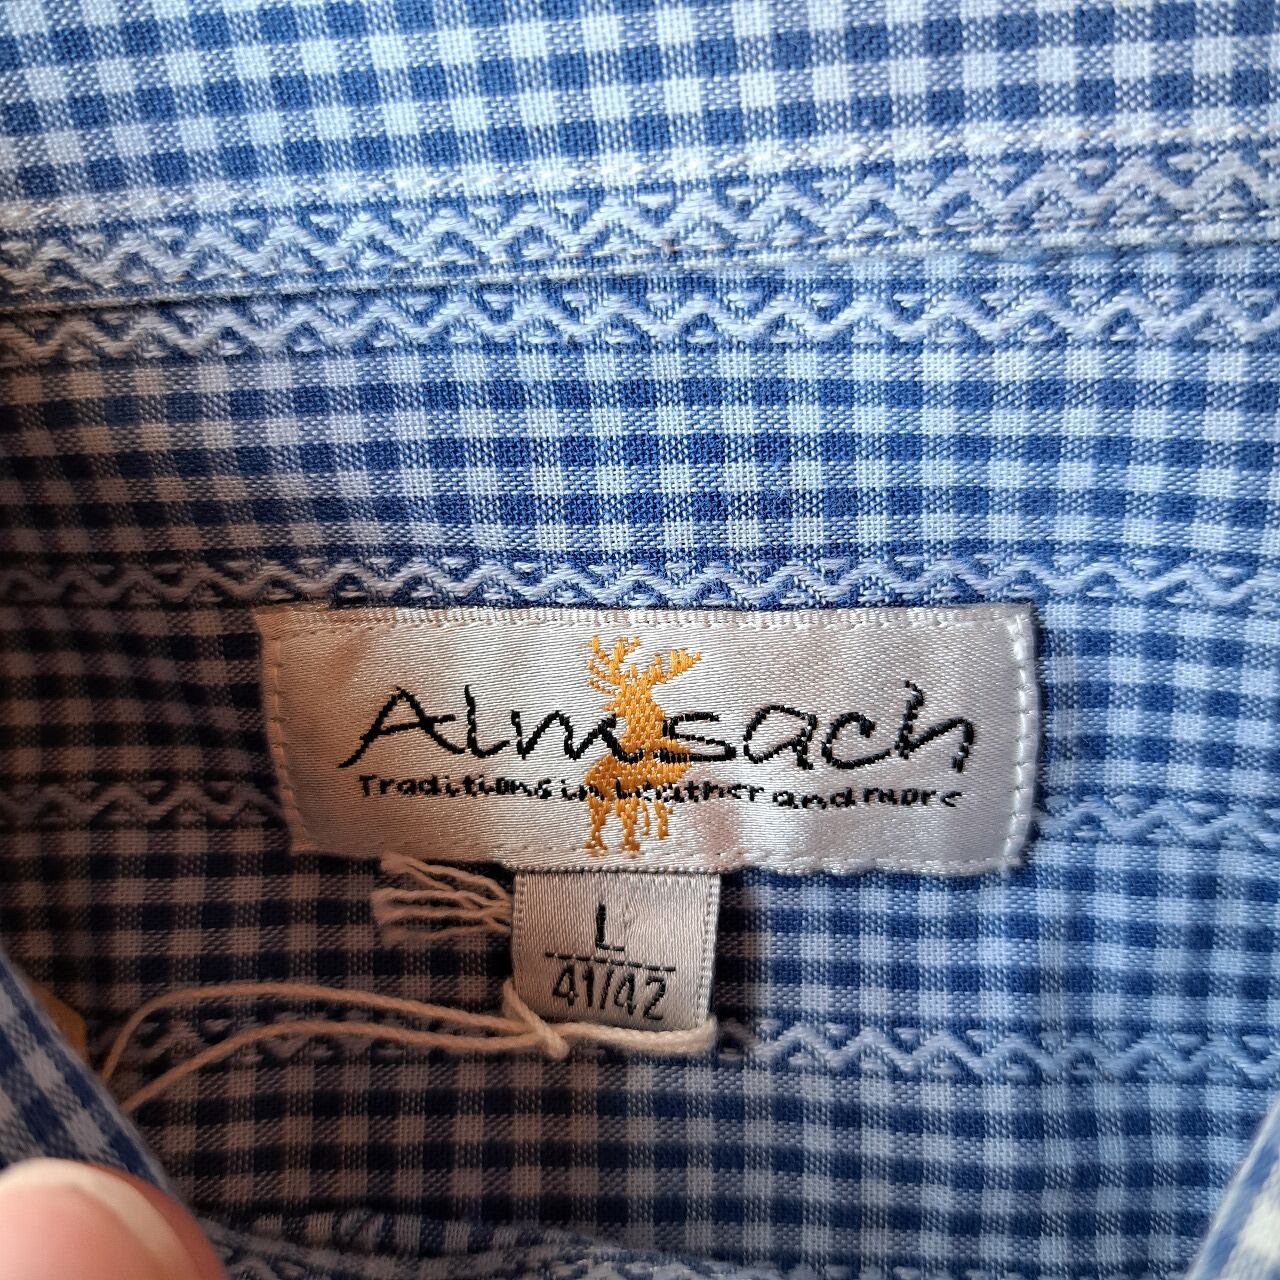 Almsach
Traditions in Leather and more
L
41/42